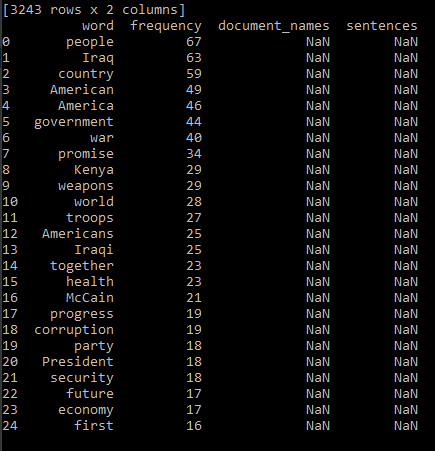 [3243 rows x 2 columns]
word frequency document_names sentences
0 people 67 NaN NaN
1 Iraq 63 NaN NaN
2 country 59 NaN NaN
3 American 49 NaN NaN
4 America 46 NaN NaN
5 government 44 NaN NaN
6 war 40 NaN NaN
7 promise 34 NaN NaN
8 Kenya 29 NaN NaN
9 weapons 29 NaN NaN
10 world 28 NaN NaN
11 troops 27 NaN NaN
12 Americans 25 NaN NaN
13 Iraqi 25 NaN NaN
14 together 23 NaN NaN
15 health 23 NaN NaN
16 McCain 21 NaN NaN
17 progress 19 NaN NaN
18 corruption 19 NaN NaN
19 party 18 NaN NaN
20 President 18 NaN NaN
21 security 18 NaN NaN
22 future 17 NaN NaN
23 economy 17 NaN NaN
24 first 16 NaN NaN